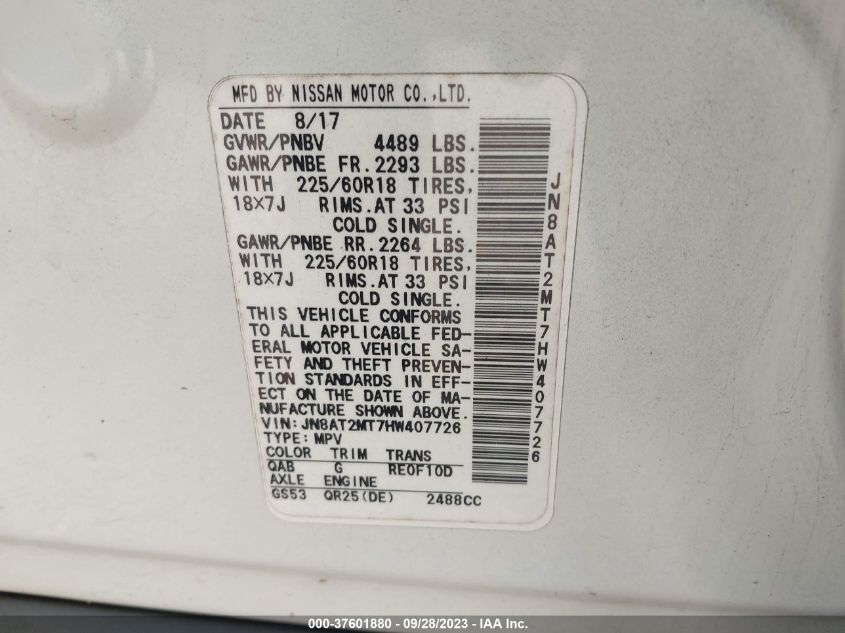 MFD BY NISSAN MOTOR CO.,LTD.
DATE 8/17
GVWR/PNBV 4489 LBS.
GAWR/PNBE FR. 2293 LBS.
WITH 225/60R18 TIRES,
18×7J RIMS. AT 33 PSI
COLD SINGLE.
GAWR/PNBE RR. 2264 LBS.
WITH 225/60R18 TIRES,
18×7J RIMS. AT 33 PSI
COLD SINGLE.
THIS VEHICLE CONFORMS
TO ALL APPLICABLE FED-
ERAL MOTOR VEHICLE SA-
FETY AND THEFT PREVEN-
TION STANDARDS IN EFF-
ECT ON THE DATE OF MA-
NUFACTURE SHOWN ABOVE.
VIN: JN8AT2MT7HW407726
TYPE: MPV
COLOR TRIM TRANS
QAB G RE0F10D
AXLE ENGINE
GS53 QR25(DE) 2488CC
JN8AT2MT7HW407726
000-37601880 — 09/28/2023 — IAA Inc.